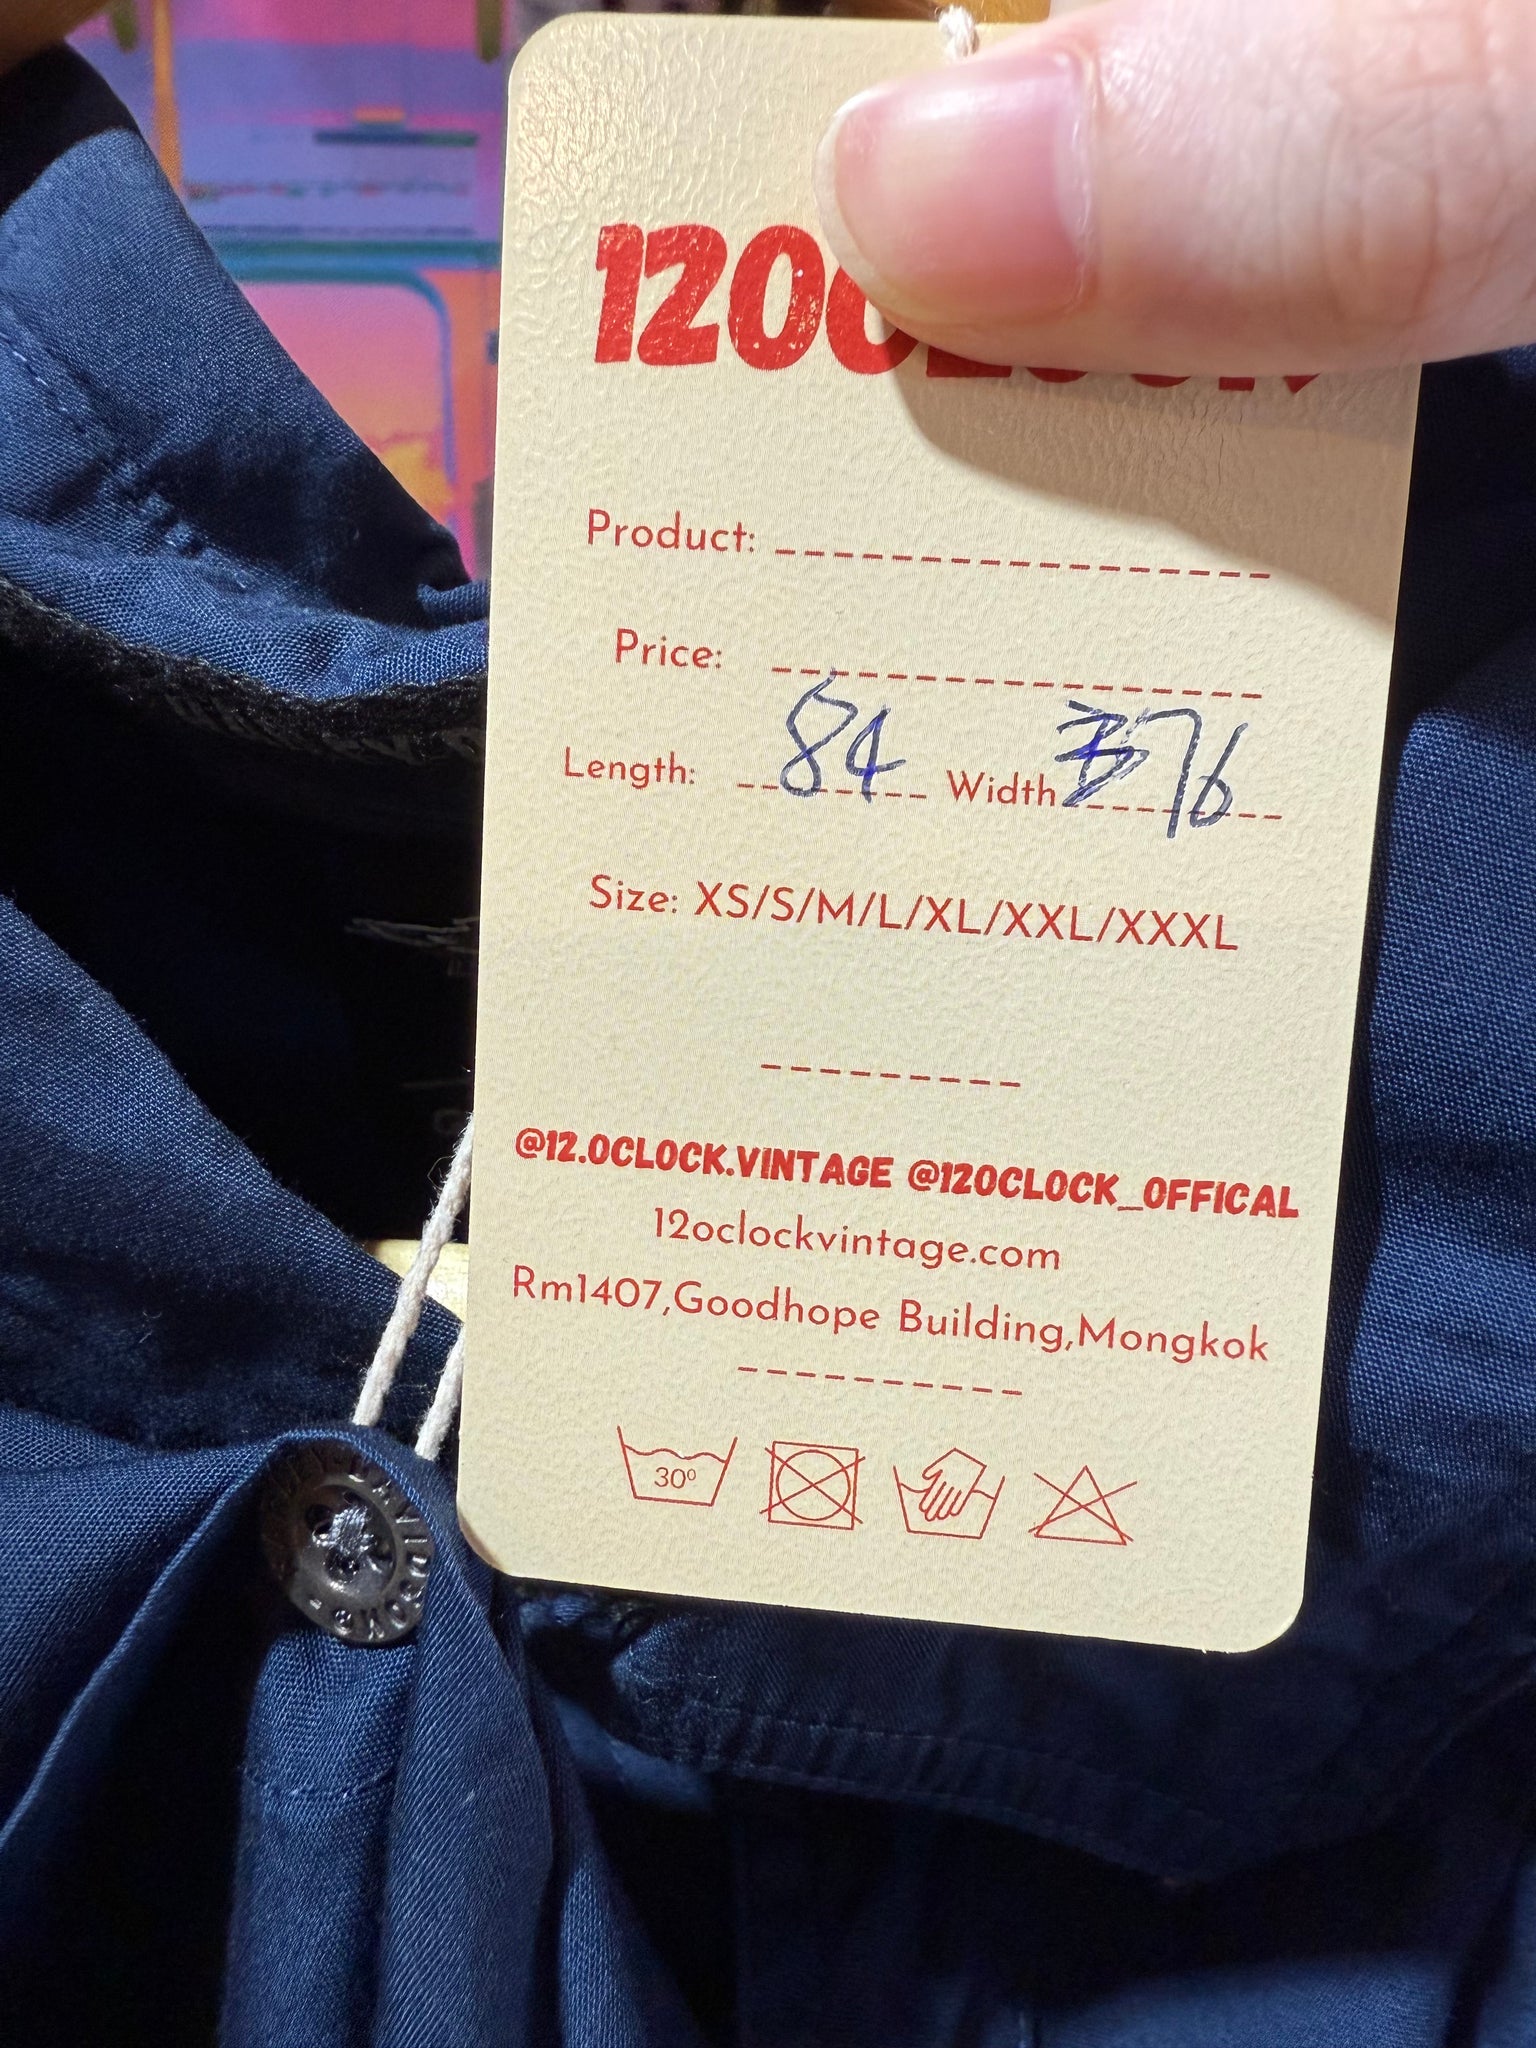 Product:
Price:
Length: 84 Width 76
Size: XS/S/M/L/XL/XXL/XXXL
@12.OCLOCK.VINTAGE @12OCLOCK_OFFICAL
12oclockvintage.com
Rm1407,Goodhope Building,Mongkok
30°